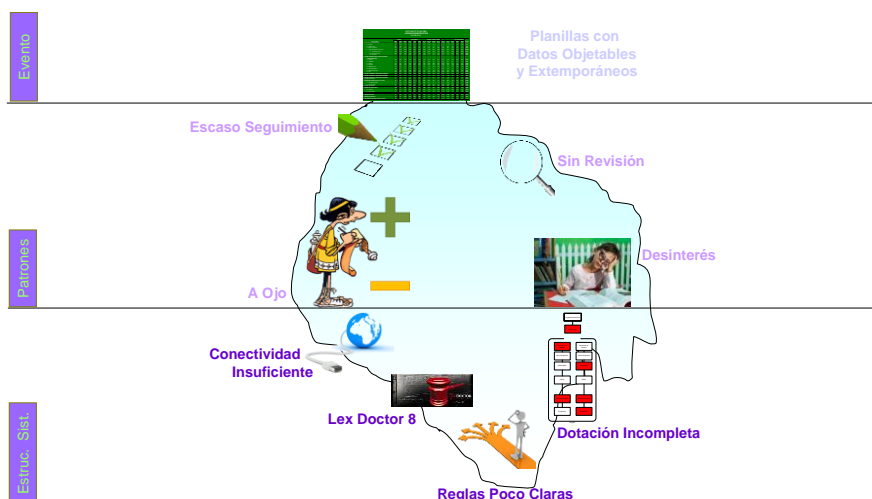 Evento
Planillas con
Datos Objetables
y Extemporáneos
Escaso Seguimiento
Sin Revisión
Patrones
Desinterés
A Ojo
Conectividad
Insuficiente
Lex Doctor 8
Dotación Incompleta
Estruc. Sist.
Reglas Poco Claras